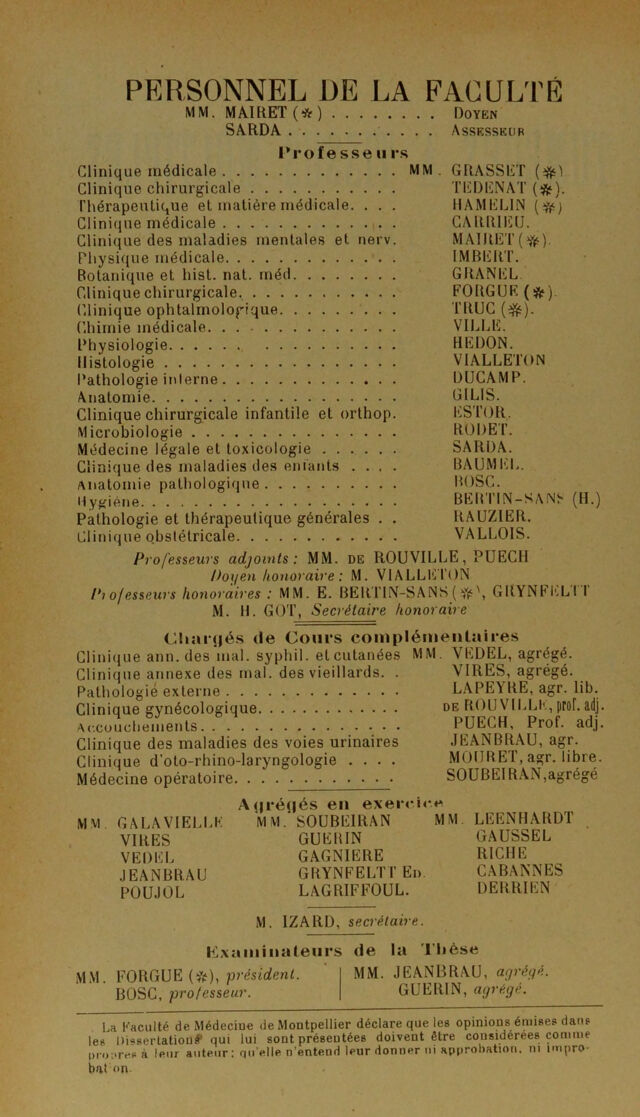 PERSONNEL DE LA FACULTÉ
MM. MAIRET (✻) . . . . . . . . DOYEN
SARDA . . . . . . . . . . ASSESSEUR
Professeurs
Clinique médicale . . . . . . . . . . . . . MM. GRASSET (✻)
Clinique chirurgicale . . . . . . . . . . . TEDENAT (✻).
Thérapeutique et matière médicale. . . . HAMELIN (✻)
Clinique médicale . . . . . . . . . . . . . CARRIEU.
Clinique des maladies mentales et nerv. MAIRET (✻).
Physique médicale. . . . . . . . . . . . . IMBERT.
Botanique et hist. nat. méd. . . . . . . . GRANEL
Clinique chirurgicale. . . . . . . . . . . . FORGUE (✻).
Clinique ophtalmologique. . . . . . . . . TRUC (✻).
Chimie médicale. . . . . . . . . . . . . . VILLE.
Physiologie. . . . . . . . . . . . . . . . . HEDON.
Histologie . . . . . . . . . . . . . . . . . VIALLETON
Pathologie interne . . . . . . . . . . . . . DUCAMP.
Anatomie. . . . . . . . . . . . . . . . . . GILIS.
Clinique chirurgicale infantile et orthop. ESTOR.
Microbiologie . . . . . . . . . . . . . . . RODET.
Médecine légale et toxicologie . . . . . . SARDA.
Clinique des maladies des enfants . . . . BAUMEL.
Anatomie pathologique . . . . . . . . . . BOSC.
Hygiène. . . . . . . . . . . . . . . . . . . BERTIN-SANS (H.)
Pathologie et thérapeutique générales . . RAUZIER.
Clinique obstétricale. . . . . . . . . . . . VALLOIS.
Professeurs adjoints : MM. DE ROUVILLE, PUECH
Doyen honoraire : M. VIALLETON
Professeurs honoraires : MM. E. BERTIN-SANS (✻), GRYNFELTT
M. H. GOT, Secrétaire honoraire
Chargés de Cours complémentaires
Clinique ann. des mal. syphil. et cutanées MM. VEDEL, agrégé.
Clinique annexe des mal. des vieillards. . VIRES, agrégé.
Pathologie externe . . . . . . . . . . . . . LAPEYRE, agr. lib.
Clinique gynécologique. . . . . . . . . . . DE ROUVILLE, prof. adj.
Accouchements. . . . . . . . . . . . . . . PUECH, Prof. adj.
Clinique des maladies des voies urinaires JEANBRAU, agr.
Clinique d'oto-rhino-laryngologie . . . . MOURET, agr. libre.
Médecine opératoire. . . . . . . . . . . . SOUBEIRAN, agrégé
Agrégés en exercice
MM. GALAVIELLE MM. SOUBEIRAN MM. LEENHARDT
VIRES GUERIN GAUSSEL
VEDEL GAGNIERE RICHE
JEANBRAU GRYNFELTT ED. CABANNES
POUJOL LAGRIFFOUL. DERRIEN
M. IZARD, secrétaire.
Examinateurs de la Thèse
MM. FORGUE (✻), président. MM. JEANBRAU, agrégé.
BOSC, professeur. GUERIN, agrégé.
La Faculté de Médecine de Montpellier déclare que les opinions émises dans
les Dissertations qui lui sont présentées doivent être considérées comme
propres à leur auteur ; qu'elle n'entend leur donner ni approbation, ni impro-
bation.